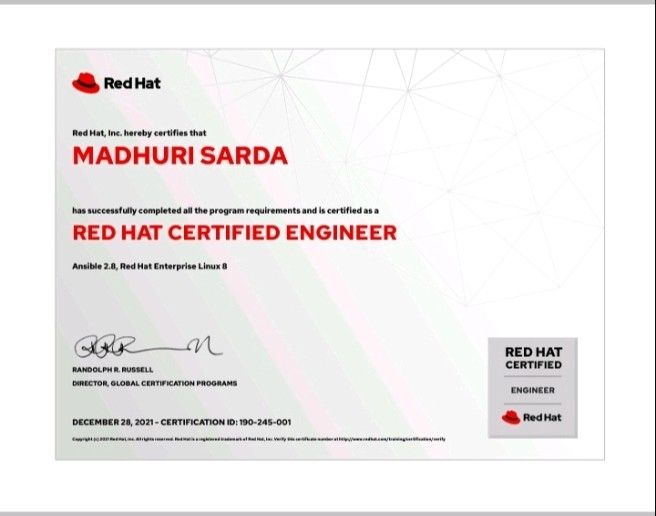 Red Hat
Red Hat, Inc. hereby certifies that
MADHURI SARDA
has successfully completed all the program requirements and is certified as a
RED HAT CERTIFIED ENGINEER
Ansible 2.8, Red Hat Enterprise Linux 8
RANDOLPH R. RUSSELL
DIRECTOR, GLOBAL CERTIFICATION PROGRAMS
RED HAT
CERTIFIED
ENGINEER
Red Hat
DECEMBER 28, 2021 - CERTIFICATION ID: 190-245-001
Copyright (c) 2021 Red Hat, Inc. All rights reserved. Red Hat is a registered trademark of Red Hat, Inc. Verify this certificate number at http://www.redhat.com/training/certification/verify